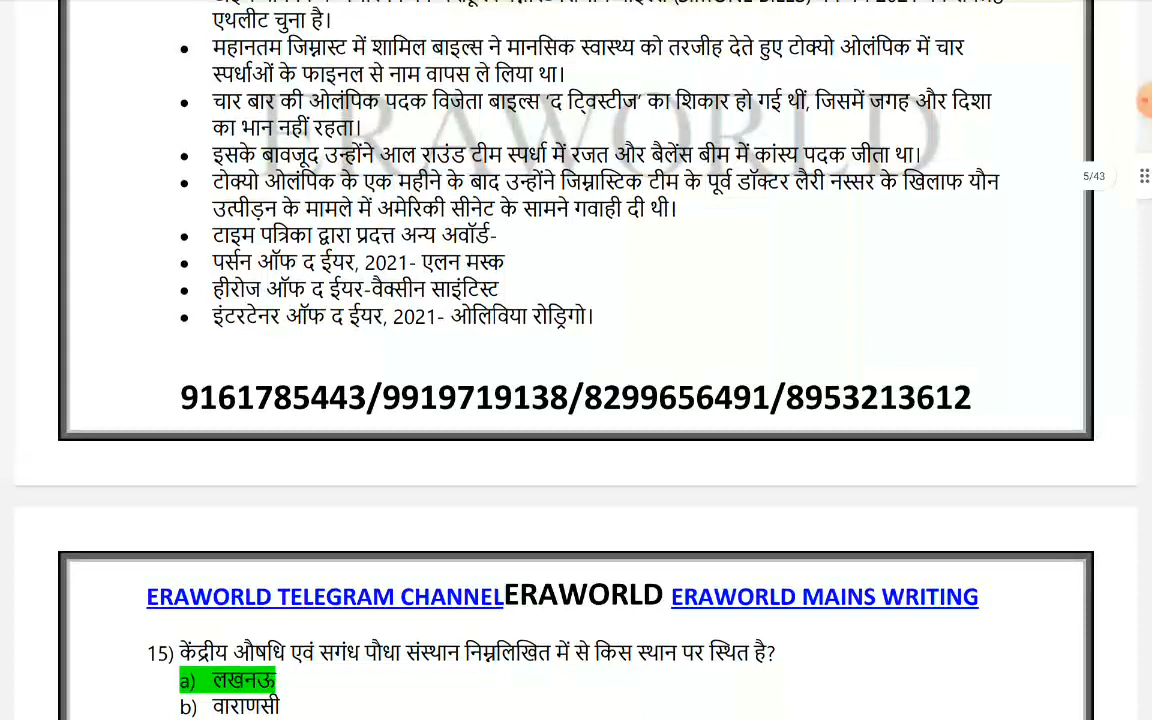 एथलीट चुना है।
• महानतम जिम्नास्ट में शामिल बाइल्स ने मानसिक स्वास्थ्य को तरजीह देते हुए टोक्यो ओलंपिक में चार
स्पर्धाओं के फाइनल से नाम वापस ले लिया था।
• चार बार की ओलंपिक पदक विजेता बाइल्स ‘द ट्विस्टीज’ का शिकार हो गई थीं, जिसमें जगह और दिशा
का भान नहीं रहता।
• इसके बावजूद उन्होंने आल राउंड टीम स्पर्धा में रजत और बैलेंस बीम में कांस्य पदक जीता था।
• टोक्यो ओलंपिक के एक महीने के बाद उन्होंने जिम्नास्टिक टीम के पूर्व डॉक्टर लैरी नस्सर के खिलाफ यौन
5/43
उत्पीड़न के मामले में अमेरिकी सीनेट के सामने गवाही दी थी।
• टाइम पत्रिका द्वारा प्रदत्त अन्य अवॉर्ड-
• पर्सन ऑफ द ईयर, 2021- एलन मस्क
• हीरोज ऑफ द ईयर-वैक्सीन साइंटिस्ट
• इंटरटेनर ऑफ द ईयर, 2021- ओलिविया रोड्रिगो।
ERAWORLD
9161785443/9919719138/8299656491/8953213612
ERAWORLD TELEGRAM CHANNELERAWORLD ERAWORLD MAINS WRITING
15) केंद्रीय औषधि एवं सगंध पौधा संस्थान निम्नलिखित में से किस स्थान पर स्थित है?
a) लखनऊ
b) वाराणसी